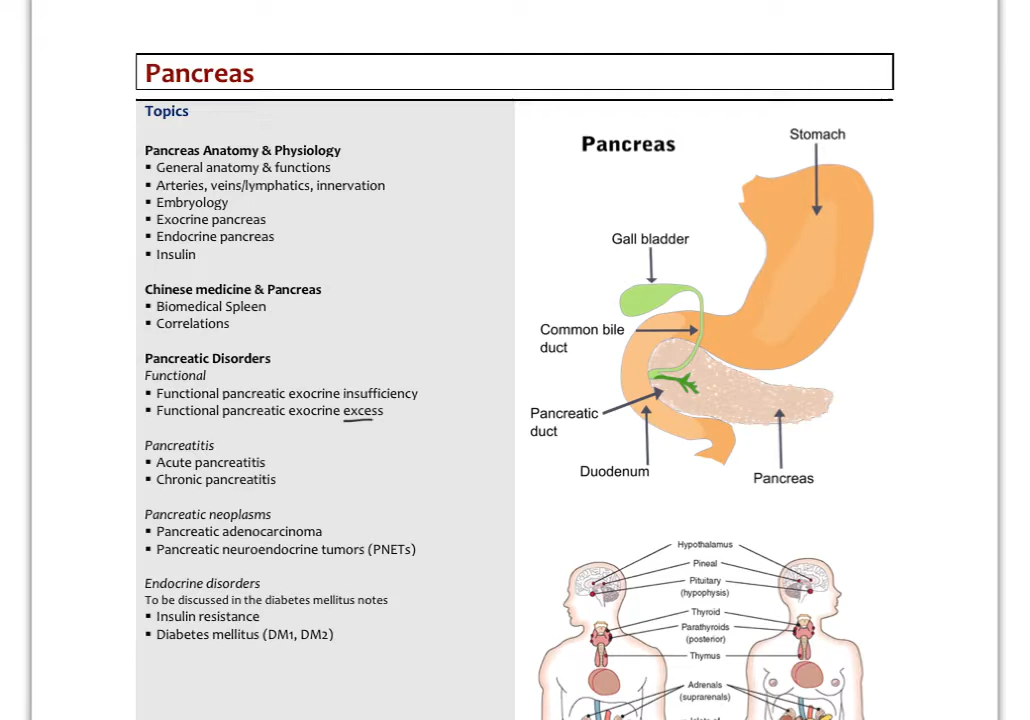 Pancreas
Topics
Pancreas Anatomy & Physiology
▪ General anatomy & functions
▪ Arteries, veins/lymphatics, innervation
▪ Embryology
▪ Exocrine pancreas
▪ Endocrine pancreas
▪ Insulin
Chinese medicine & Pancreas
▪ Biomedical Spleen
▪ Correlations
Pancreatic Disorders
Functional
▪ Functional pancreatic exocrine insufficiency
▪ Functional pancreatic exocrine excess
Pancreatitis
▪ Acute pancreatitis
▪ Chronic pancreatitis
Pancreatic neoplasms
▪ Pancreatic adenocarcinoma
▪ Pancreatic neuroendocrine tumors (PNETs)
Endocrine disorders
To be discussed in the diabetes mellitus notes
▪ Insulin resistance
▪ Diabetes mellitus (DM1, DM2)
Pancreas
Stomach
Gall bladder
Common bile
duct
Pancreatic
duct
Duodenum
Pancreas
Hypothalamus
Pineal
Pituitary
(hypophysis)
Thyroid
Parathyroids
(posterior)
Thymus
Adrenals
(suprarenals)